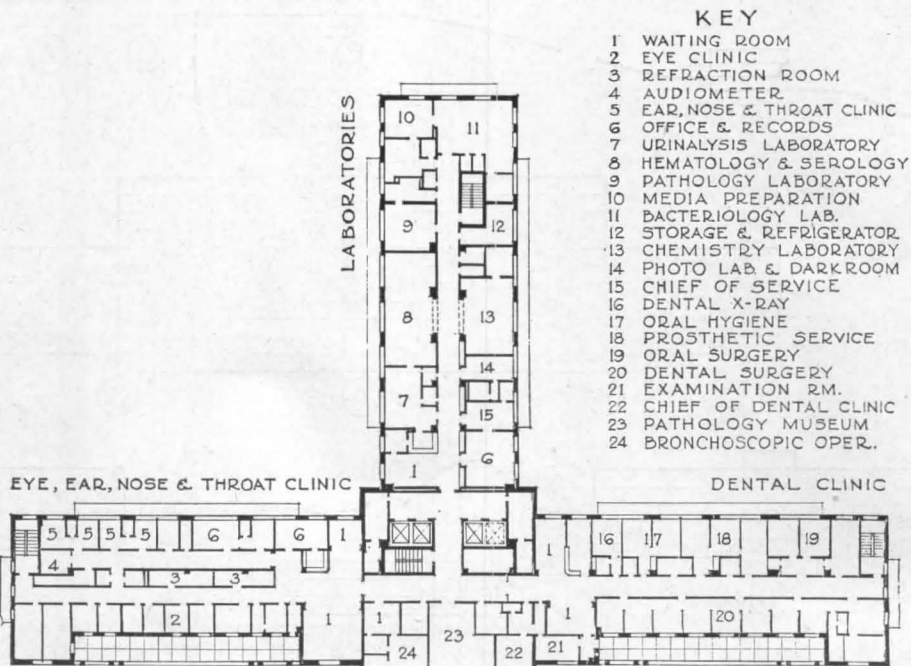 KEY
1 WAITING ROOM
2 EYE CLINIC
3 REFRACTION ROOM
4 AUDIOMETER
5 EAR, NOSE & THROAT CLINIC
6 OFFICE & RECORDS
7 URINALYSIS LABORATORY
8 HEMATOLOGY & SEROLOGY
9 PATHOLOGY LABORATORY
10 MEDIA PREPARATION
11 BACTERIOLOGY LAB.
12 STORAGE & REFRIGERATOR
13 CHEMISTRY LABORATORY
14 PHOTO LAB & DARKROOM
15 CHIEF OF SERVICE
16 DENTAL X-RAY
17 ORAL HYGIENE
18 PROSTHETIC SERVICE
19 ORAL SURGERY
20 DENTAL SURGERY
21 EXAMINATION RM.
22 CHIEF OF DENTAL CLINIC
23 PATHOLOGY MUSEUM
24 BRONCHOSCOPIC OPER.
LABORATORIES
10 11
9 12
8 13
14
7 15
1 6
EYE, EAR, NOSE & THROAT CLINIC DENTAL CLINIC
5 5 5 5 6 6 1 1 16 17 18 19
4 3 3
2 1 1 23 1 20
24 22 21